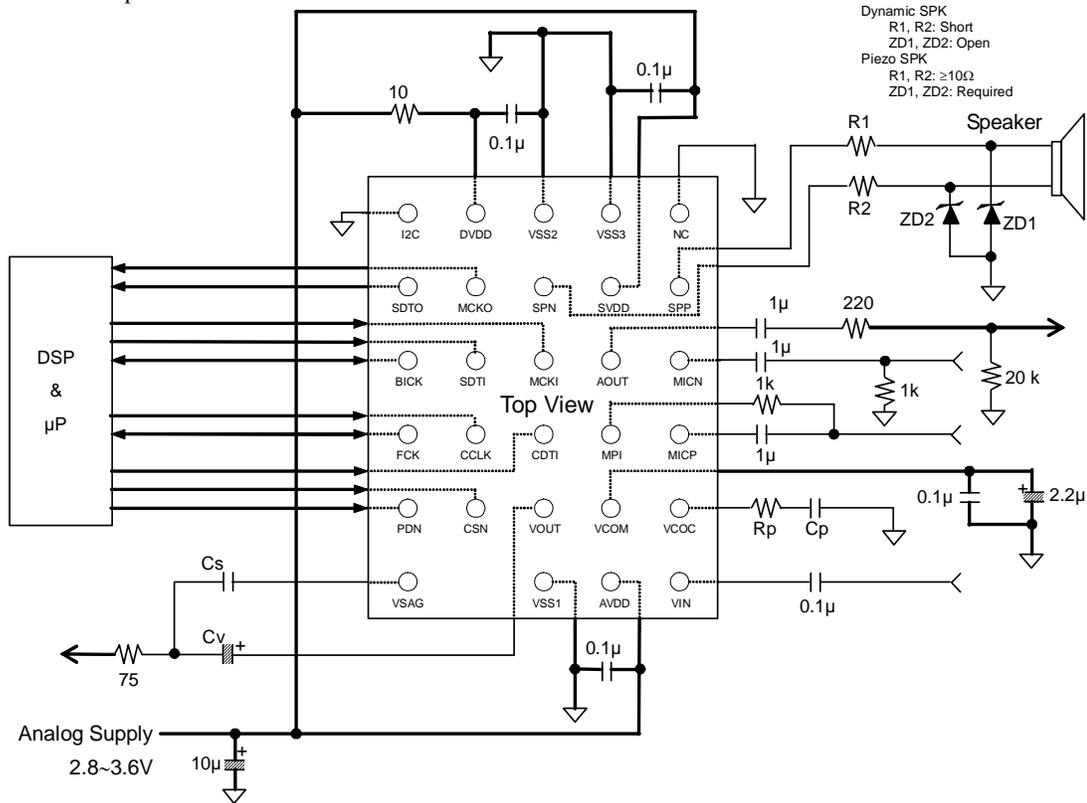 Dynamic SPK
R1, R2: Short
ZD1, ZD2: Open
Piezo SPK
R1, R2: ≥10Ω
ZD1, ZD2: Required
0.1µ
10
0.1µ
R1
Speaker
R2
ZD2
ZD1
I2C
DVDD
VSS2
VSS3
NC
SDTO
MCKO
SPN
SVDD
SPP
1µ
220
DSP
&
µP
BICK
SDTI
MCKI
AOUT
MICN
1µ
1k
20 k
Top View
1k
FCK
CCLK
CDTI
MPI
MICP
1µ
0.1µ
+
2.2µ
PDN
CSN
VOUT
VCOM
VCOC
Rp
Cp
Cs
VSAG
VSS1
AVDD
VIN
0.1µ
Cv
+
75
0.1µ
Analog Supply
2.8~3.6V
10µ
+